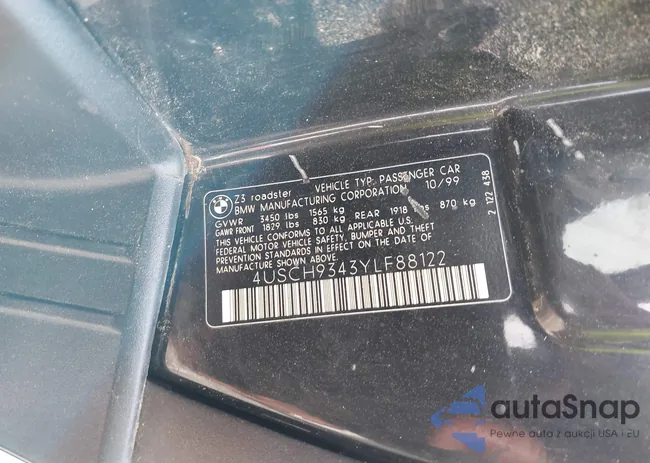 Z3 roadster VEHICLE TYP: PASSENGER CAR
BMW MANUFACTURING CORPORATION 10/99
GVWR 3450 lbs 1565 kg
GAWR FRONT 1829 lbs 830 kg REAR 1918 lbs 870 kg
THIS VEHICLE CONFORMS TO ALL APPLICABLE U.S.
FEDERAL MOTOR VEHICLE SAFETY, BUMPER AND THEFT
PREVENTION STANDARDS IN EFFECT ON THE
DATE OF MANUFACTURE SHOWN ABOVE.
4USCH9343YLF88122
2 122 438
autaSnap
Pewne auta z aukcji USA i EU